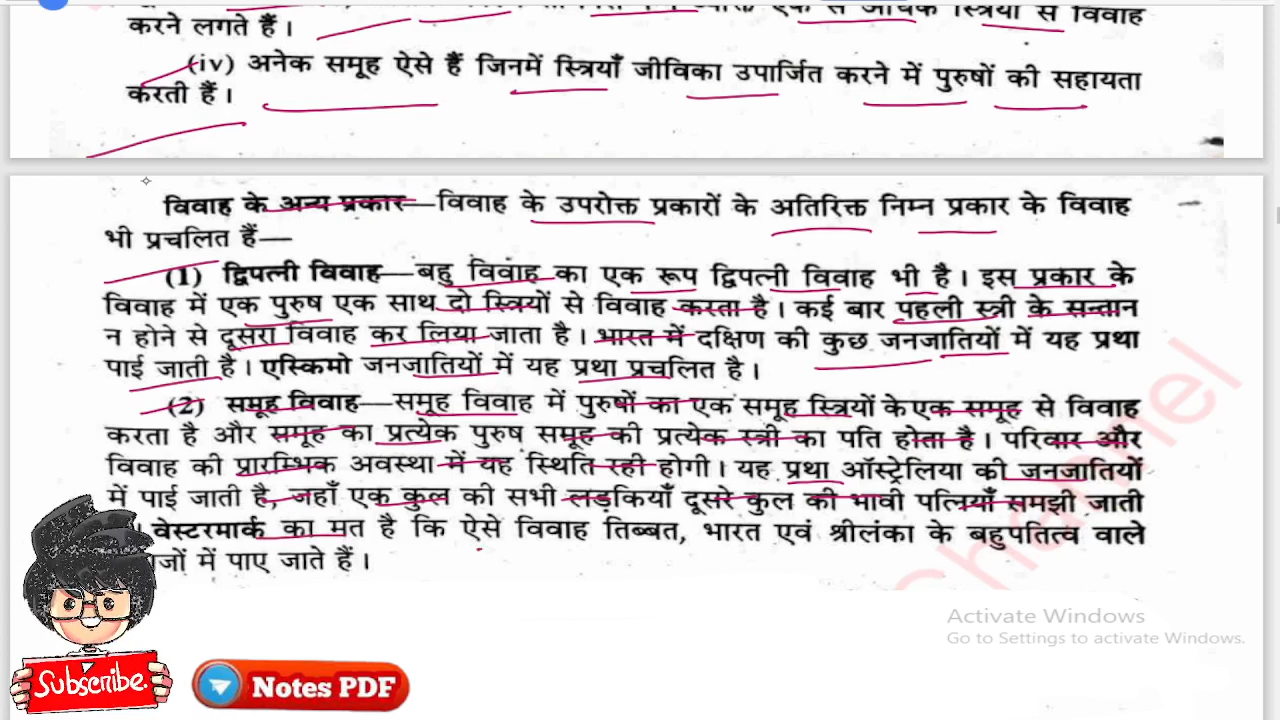 एक से अधिक स्त्रियों से विवाह
करने लगते हैं।
(iv) अनेक समूह ऐसे हैं जिनमें स्त्रियाँ जीविका उपार्जित करने में पुरुषों की सहायता
करती हैं।
विवाह के अन्य प्रकार—विवाह के उपरोक्त प्रकारों के अतिरिक्त निम्न प्रकार के विवाह
भी प्रचलित हैं—
(1) द्विपत्नी विवाह—बहु विवाह का एक रूप द्विपत्नी विवाह भी है। इस प्रकार के
विवाह में एक पुरुष एक साथ दो स्त्रियों से विवाह करता है। कई बार पहली स्त्री के सन्तान
न होने से दूसरा विवाह कर लिया जाता है। भारत में दक्षिण की कुछ जनजातियों में यह प्रथा
पाई जाती है। एस्किमो जनजातियों में यह प्रथा प्रचलित है।
(2) समूह विवाह—समूह विवाह में पुरुषों का एक समूह स्त्रियों के एक समूह से विवाह
करता है और समूह का प्रत्येक पुरुष समूह की प्रत्येक स्त्री का पति होता है। परिवार और
विवाह की प्रारम्भिक अवस्था में यह स्थिति रही होगी। यह प्रथा ऑस्ट्रेलिया की जनजातियों
में पाई जाती है, जहाँ एक कुल की सभी लड़कियाँ दूसरे कुल की भावी पत्नियाँ समझी जाती
वेस्टरमार्क का मत है कि ऐसे विवाह तिब्बत, भारत एवं श्रीलंका के बहुपतित्व वाले
में पाए जाते हैं।
Channel
Activate Windows
Go to Settings to activate Windows.
Subscribe.
Notes PDF